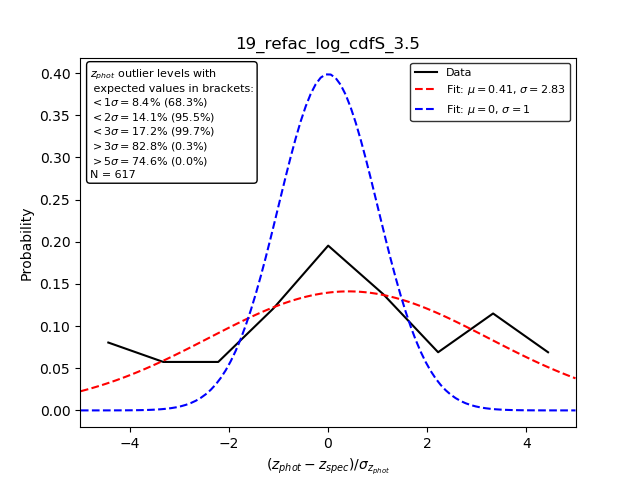 19_refac_log_cdfS_3.5
z_phot outlier levels with
expected values in brackets:
<1σ = 8.4% (68.3%)
<2σ = 14.1% (95.5%)
<3σ = 17.2% (99.7%)
>3σ = 82.8% (0.3%)
>5σ = 74.6% (0.0%)
N = 617
Data
Fit: μ = 0.41, σ = 2.83
Fit: μ = 0, σ = 1
Probability
0.40
0.35
0.30
0.25
0.20
0.15
0.10
0.05
0.00
−4 −2 0 2 4
(z_phot − z_spec)/σ_z_phot